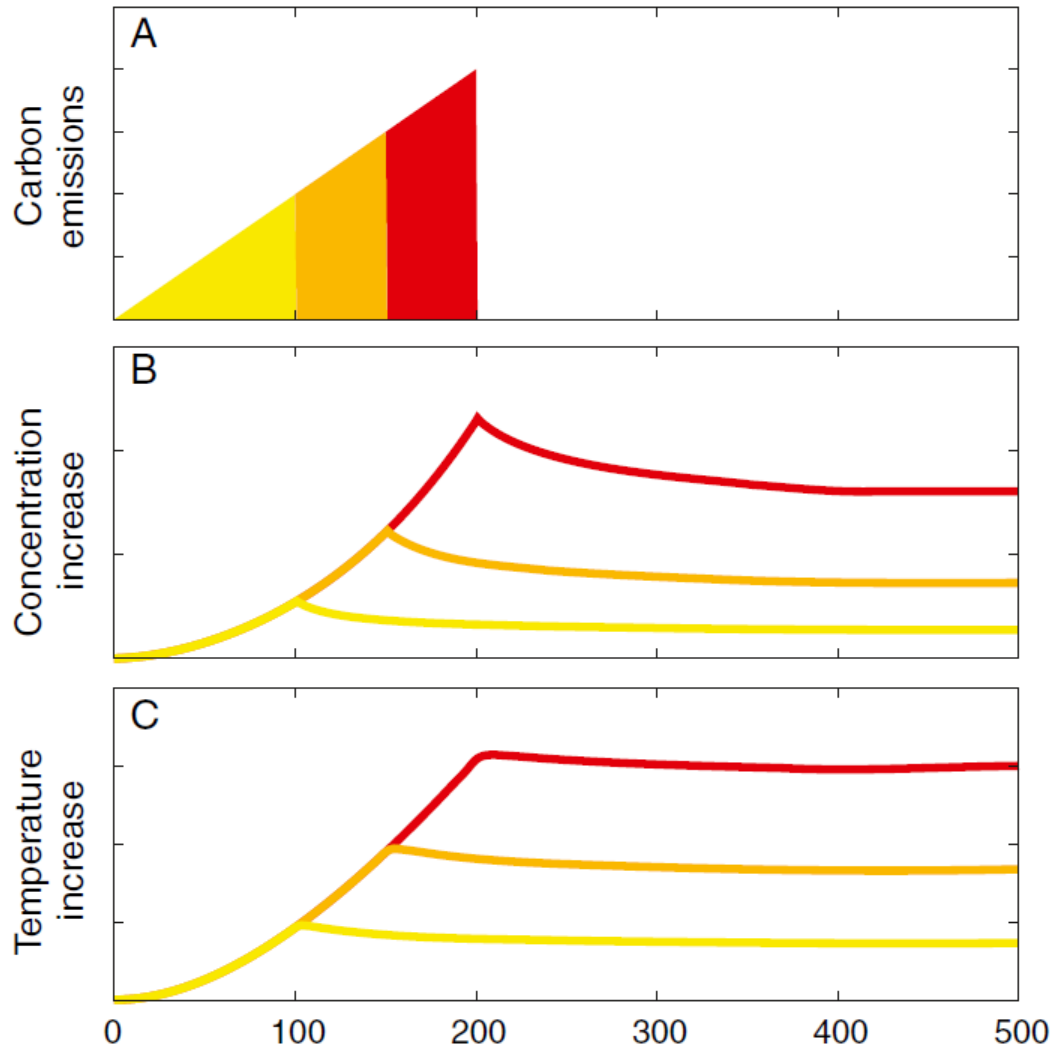 A
Carbon
emissions
B
Concentration
increase
C
Temperature
increase
0 100 200 300 400 500